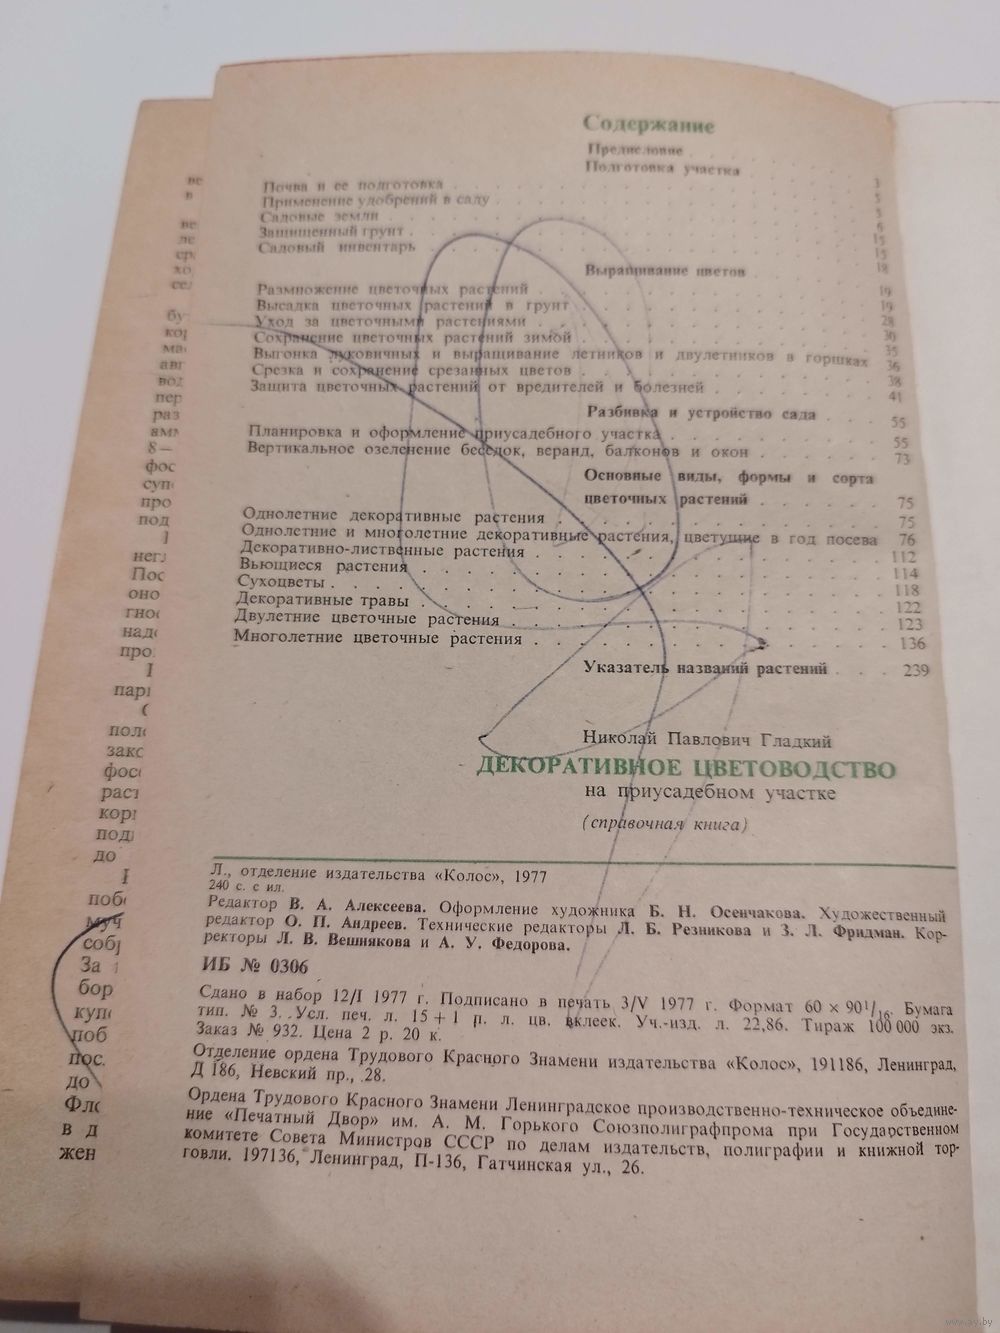 Содержание
Предисловие . . . . 3
Подготовка участка . . . . 5
Почва и ее подготовка . . . . 5
Применение удобрений в саду . . . . 6
Садовые земли . . . . 15
Защищенный грунт . . . . 15
Садовый инвентарь . . . . 18
Выращивание цветов . . . . 19
Размножение цветочных растений . . . . 19
Высадка цветочных растений в грунт . . . . 28
Уход за цветочными растениями . . . . 30
Сохранение цветочных растений зимой . . . . 35
Выгонка луковичных и выращивание летников и двулетников в горшках 36
Срезка и сохранение срезанных цветов . . . . 38
Защита цветочных растений от вредителей и болезней . . . . 41
Разбивка и устройство сада . . . . 55
Планировка и оформление приусадебного участка . . . . 55
Вертикальное озеленение беседок, веранд, балконов и окон . . . . 73
Основные виды, формы и сорта
цветочных растений . . . . 75
Однолетние декоративные растения . . . . 75
Однолетние и многолетние декоративные растения, цветущие в год посева 76
Декоративно-лиственные растения . . . . 112
Вьющиеся растения . . . . 114
Сухоцветы . . . . 118
Декоративные травы . . . . 122
Двулетние цветочные растения . . . . 123
Многолетние цветочные растения . . . . 136
Указатель названий растений . . . 239
Николай Павлович Гладкий
ДЕКОРАТИВНОЕ ЦВЕТОВОДСТВО
на приусадебном участке
(справочная книга)
Л., отделение издательства «Колос», 1977
240 с. с ил.
Редактор В. А. Алексеева. Оформление художника Б. Н. Осенчакова. Художественный
редактор О. П. Андреев. Технические редакторы Л. Б. Резникова и З. Л. Фридман. Кор-
ректоры Л. В. Вешнякова и А. У. Федорова.
ИБ № 0306
Сдано в набор 12/I 1977 г. Подписано в печать 3/V 1977 г. Формат 60 × 90 1/16. Бумага
тип. № 3. Усл. печ. л. 15 + 1 п. л. цв. вклеек. Уч.-изд. л. 22,86. Тираж 100 000 экз.
Заказ № 932. Цена 2 р. 20 к.
Отделение ордена Трудового Красного Знамени издательства «Колос», 191186, Ленинград,
Д 186, Невский пр., 28.
Ордена Трудового Красного Знамени Ленинградское производственно-техническое объедине-
ние «Печатный Двор» им. А. М. Горького Союзполиграфпрома при Государственном
комитете Совета Министров СССР по делам издательств, полиграфии и книжной тор-
говли. 197136, Ленинград, П-136, Гатчинская ул., 26.
www.ay.by